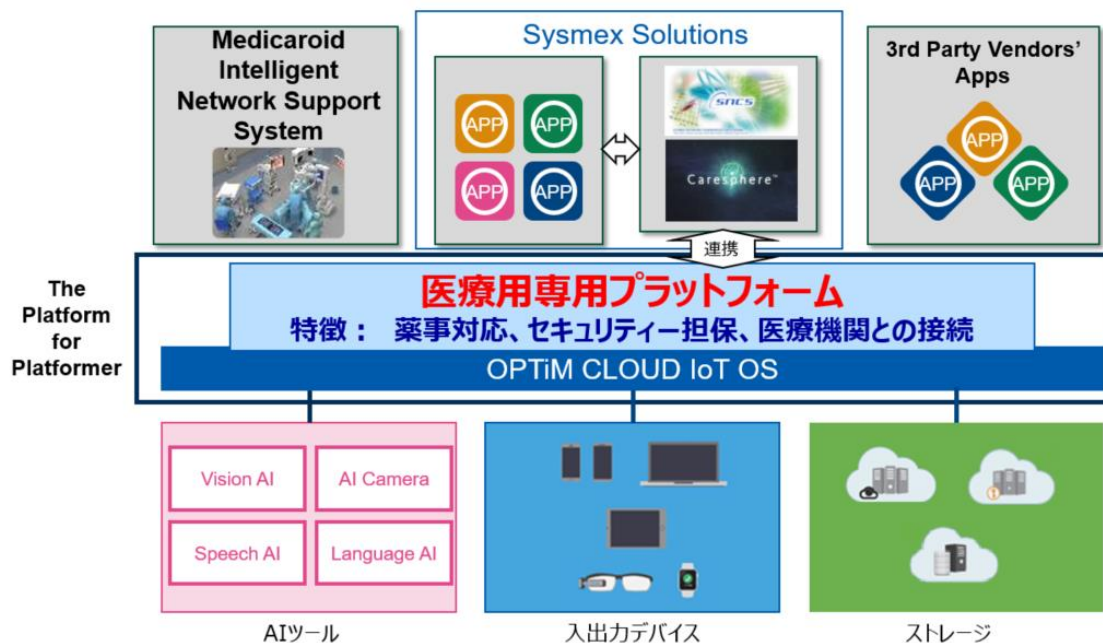 Medicaroid
Intelligent
Network Support
System
Sysmex Solutions
APP
APP
APP
APP
SNCS
Caresphere™
3rd Party Vendors'
Apps
APP
APP
APP
連携
The
Platform
for
Platformer
医療用専用プラットフォーム
特徴： 薬事対応、セキュリティー担保、医療機関との接続
OPTiM CLOUD IoT OS
Vision AI
AI Camera
Speech AI
Language AI
AIツール
入出力デバイス
ストレージ